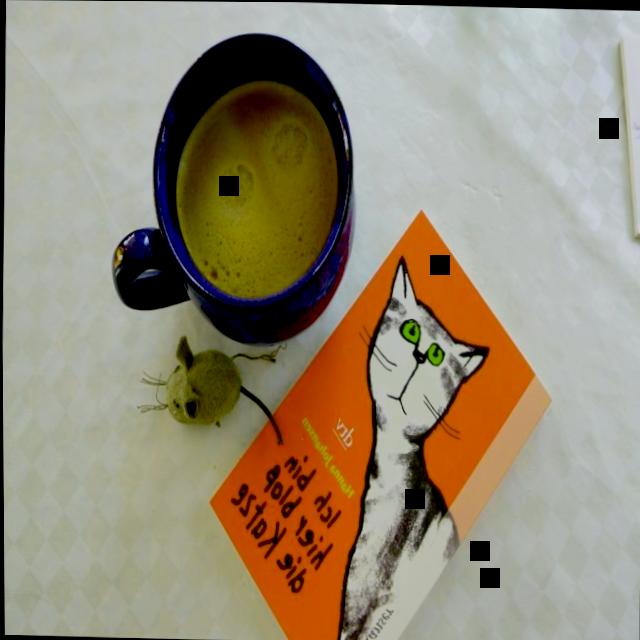 Hanna Johansen
Ich bin
hier bloß
die Katze
dtv